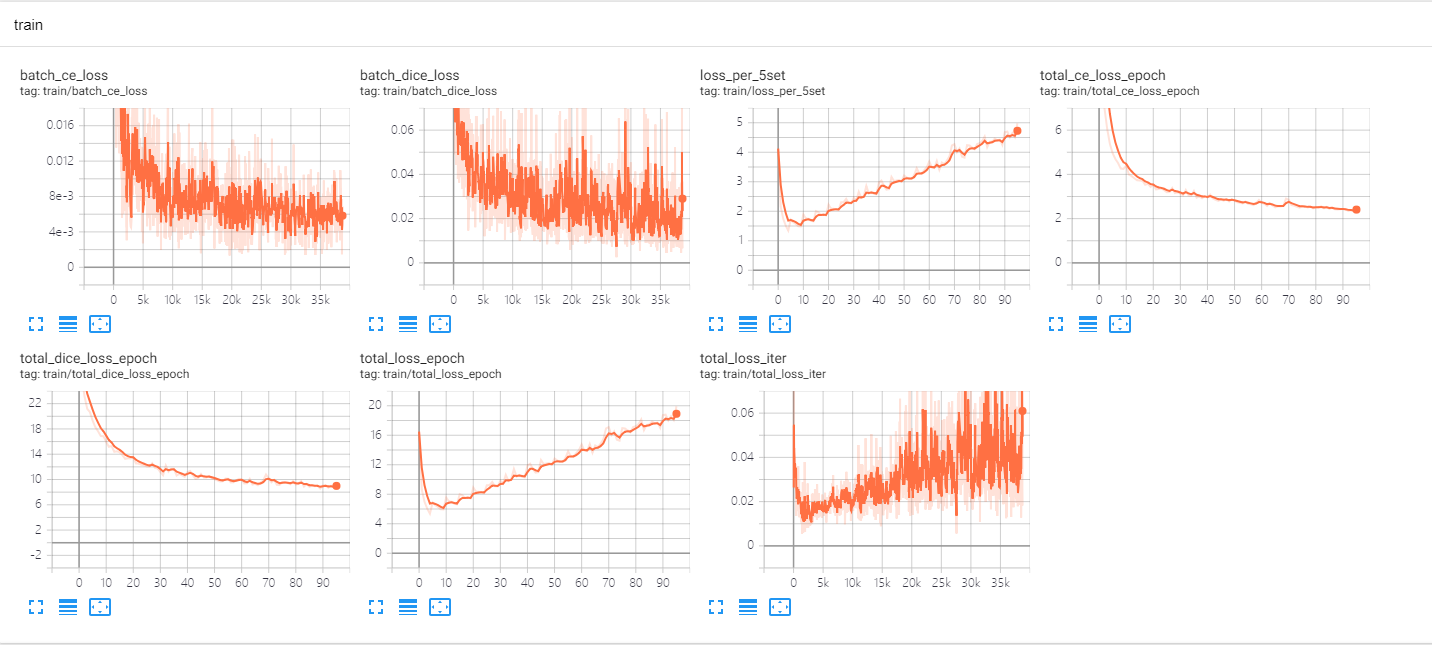 train
batch_ce_loss
tag: train/batch_ce_loss
0.016
0.012
8e-3
4e-3
0
0 5k 10k 15k 20k 25k 30k 35k
batch_dice_loss
tag: train/batch_dice_loss
0.06
0.04
0.02
0
0 5k 10k 15k 20k 25k 30k 35k
loss_per_5set
tag: train/loss_per_5set
5
4
3
2
1
0
0 10 20 30 40 50 60 70 80 90
total_ce_loss_epoch
tag: train/total_ce_loss_epoch
6
4
2
0
0 10 20 30 40 50 60 70 80 90
total_dice_loss_epoch
tag: train/total_dice_loss_epoch
22
18
14
10
6
2
-2
0 10 20 30 40 50 60 70 80 90
total_loss_epoch
tag: train/total_loss_epoch
20
16
12
8
4
0
0 10 20 30 40 50 60 70 80 90
total_loss_iter
tag: train/total_loss_iter
0.06
0.04
0.02
0
0 5k 10k 15k 20k 25k 30k 35k